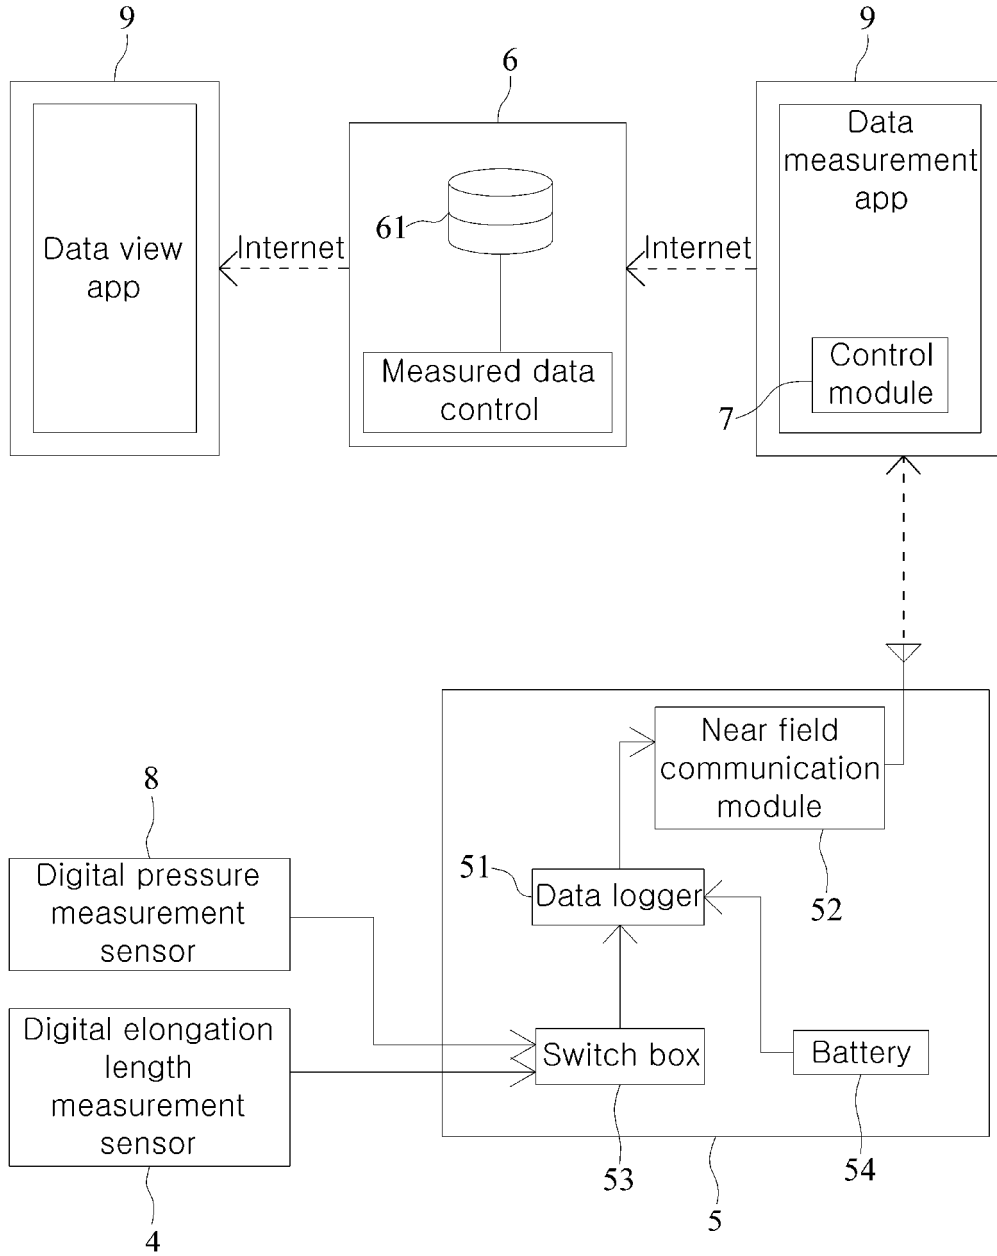 9
6
9
Data view
app
Internet
61
Measured data
control
Internet
Data
measurement
app
Control
module
7
Near field
communication
module
52
51
Data logger
8
Digital pressure
measurement
sensor
Digital elongation
length
measurement
sensor
4
Switch box
53
Battery
54
5